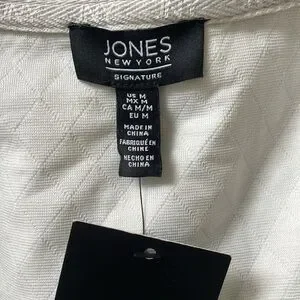 JONES
NEW YORK
SIGNATURE
US M
MX M
CA M/M
EU M
MADE IN
CHINA
FABRIQUÉ EN
CHINE
HECHO EN
CHINA